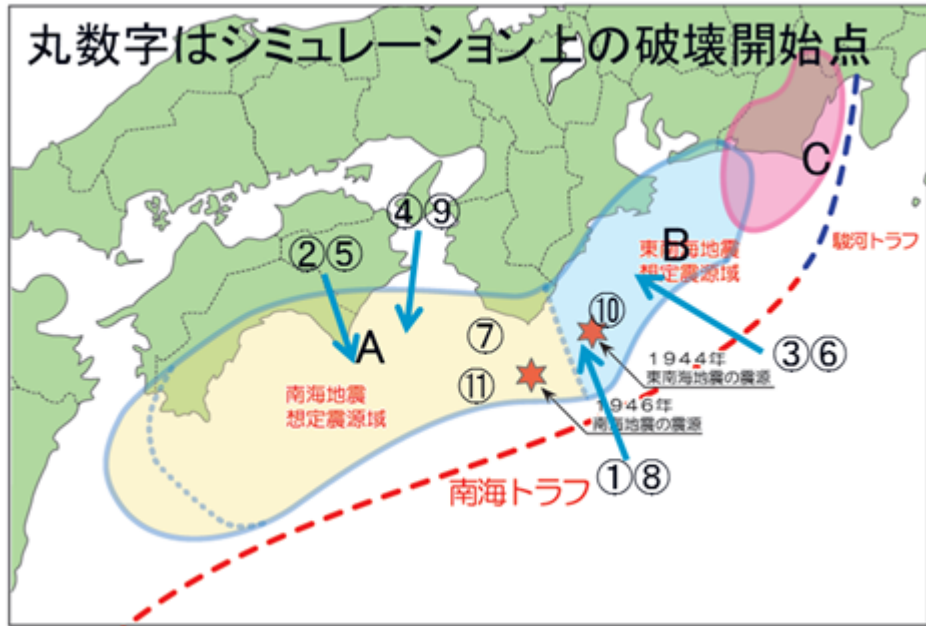 丸数字はシミュレーション上の破壊開始点
C
④⑨
B
駿河トラフ
②⑤
東南海地震
想定震源域
⑩
A
⑦
③⑥
1944年
東南海地震の震源
⑪
南海地震
想定震源域
1946年
南海地震の震源
①⑧
南海トラフ